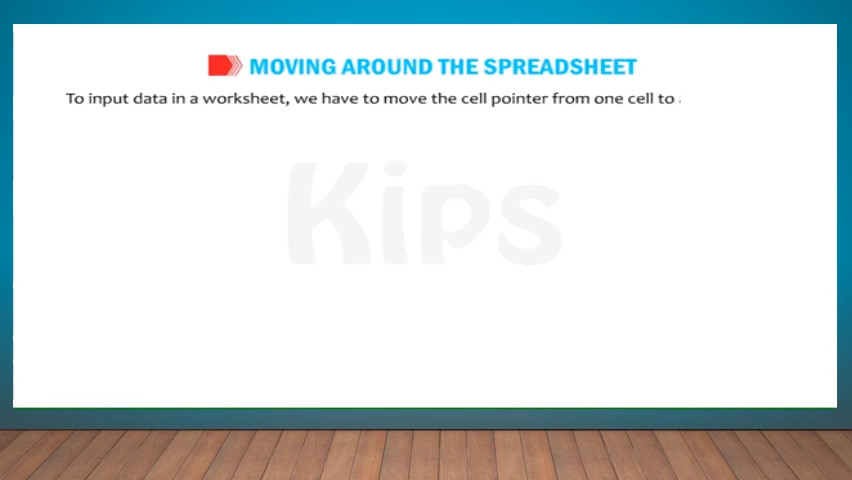 MOVING AROUND THE SPREADSHEET
To input data in a worksheet, we have to move the cell pointer from one cell to
Kips